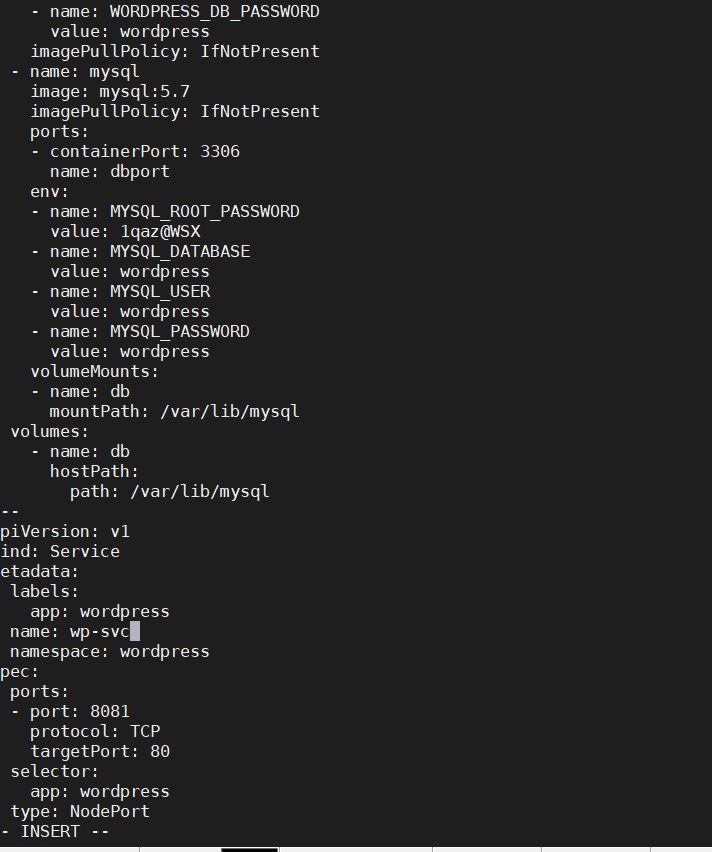 - name: WORDPRESS_DB_PASSWORD
     value: wordpress
   imagePullPolicy: IfNotPresent
 - name: mysql
   image: mysql:5.7
   imagePullPolicy: IfNotPresent
   ports:
   - containerPort: 3306
     name: dbport
   env:
   - name: MYSQL_ROOT_PASSWORD
     value: 1qaz@WSX
   - name: MYSQL_DATABASE
     value: wordpress
   - name: MYSQL_USER
     value: wordpress
   - name: MYSQL_PASSWORD
     value: wordpress
   volumeMounts:
   - name: db
     mountPath: /var/lib/mysql
 volumes:
   - name: db
     hostPath:
       path: /var/lib/mysql
--
piVersion: v1
ind: Service
etadata:
 labels:
   app: wordpress
 name: wp-svc
 namespace: wordpress
pec:
 ports:
 - port: 8081
   protocol: TCP
   targetPort: 80
 selector:
   app: wordpress
 type: NodePort
- INSERT --